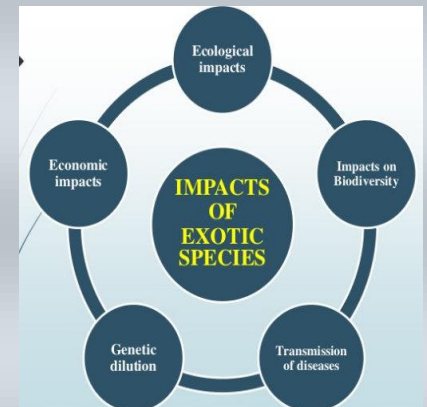 Ecological
impacts
Economic
impacts
Impacts on
Biodiversity
IMPACTS
OF
EXOTIC
SPECIES
Genetic
dilution
Transmission
of diseases